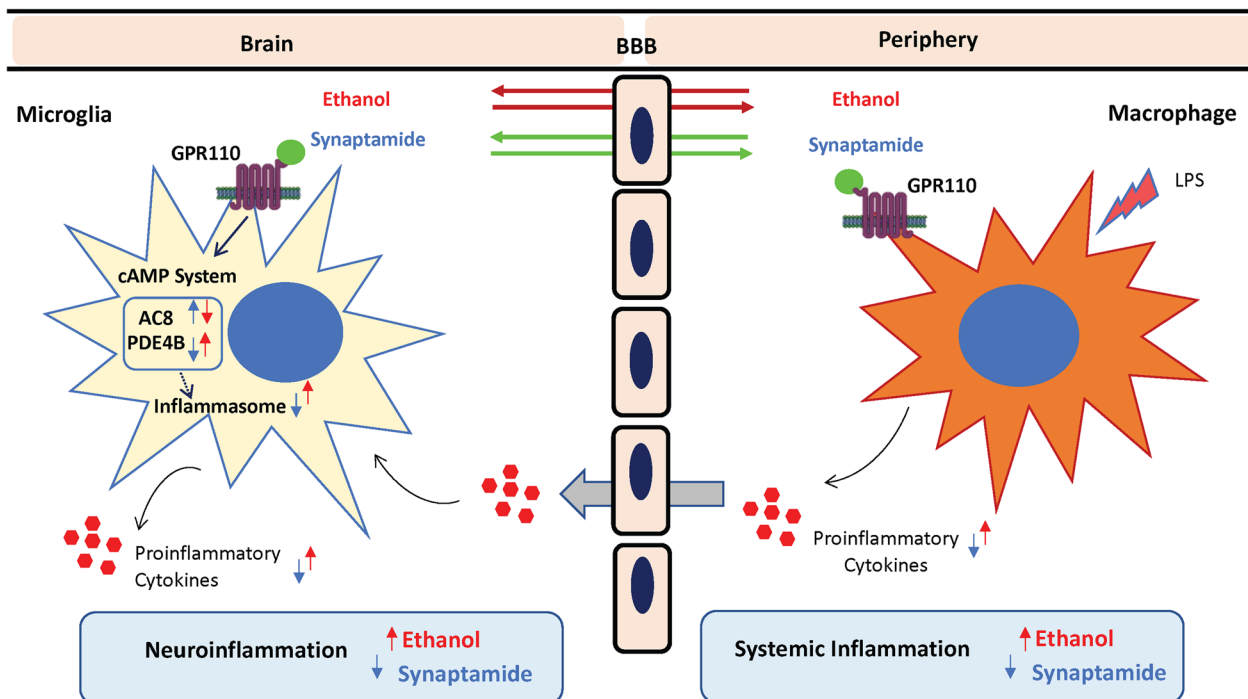 Brain
BBB
Periphery
Microglia
Ethanol
Synaptamide
GPR110
cAMP System
AC8
PDE4B
Inflammasome
Proinflammatory
Cytokines
Neuroinflammation
Ethanol
Synaptamide
Ethanol
Macrophage
Synaptamide
GPR110
LPS
Proinflammatory
Cytokines
Systemic Inflammation
Ethanol
Synaptamide